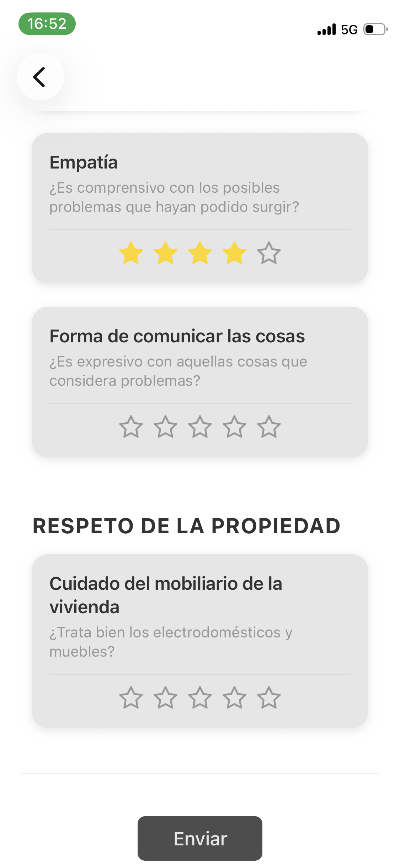 16:52
5G
Empatía
¿Es comprensivo con los posibles
problemas que hayan podido surgir?
Forma de comunicar las cosas
¿Es expresivo con aquellas cosas que
considera problemas?
RESPETO DE LA PROPIEDAD
Cuidado del mobiliario de la
vivienda
¿Trata bien los electrodomésticos y
muebles?
Enviar